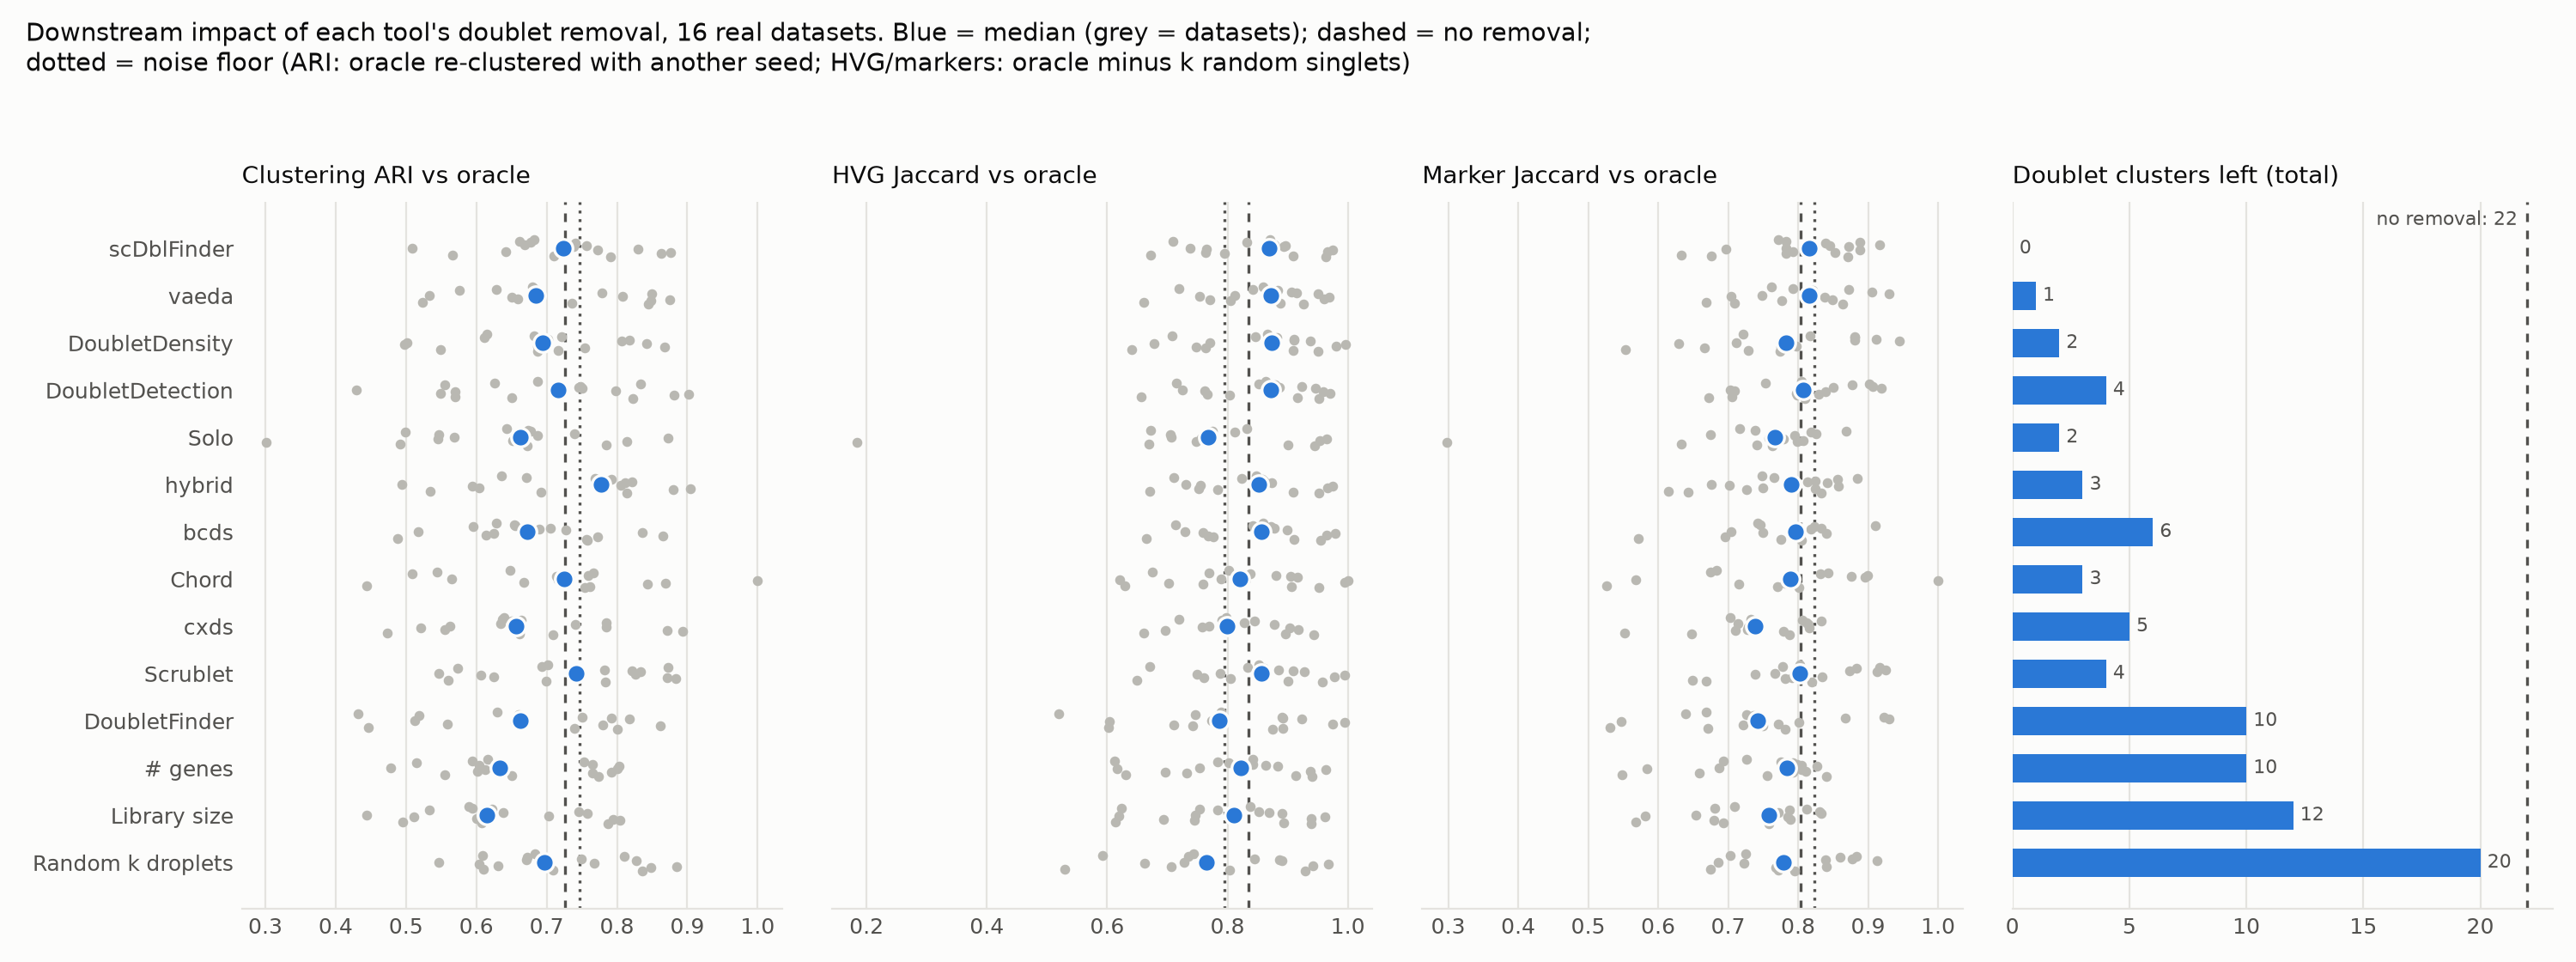 Downstream impact of each tool's doublet removal, 16 real datasets. Blue = median (grey = datasets); dashed = no removal;
dotted = noise floor (ARI: oracle re-clustered with another seed; HVG/markers: oracle minus k random singlets)
Clustering ARI vs oracle
HVG Jaccard vs oracle
Marker Jaccard vs oracle
Doublet clusters left (total)
no removal: 22
scDblFinder
0
vaeda
1
DoubletDensity
2
DoubletDetection
4
Solo
2
hybrid
3
bcds
6
Chord
3
cxds
5
Scrublet
4
DoubletFinder
10
# genes
10
Library size
12
Random k droplets
20
0.3 0.4 0.5 0.6 0.7 0.8 0.9 1.0
0.2 0.4 0.6 0.8 1.0
0.3 0.4 0.5 0.6 0.7 0.8 0.9 1.0
0 5 10 15 20